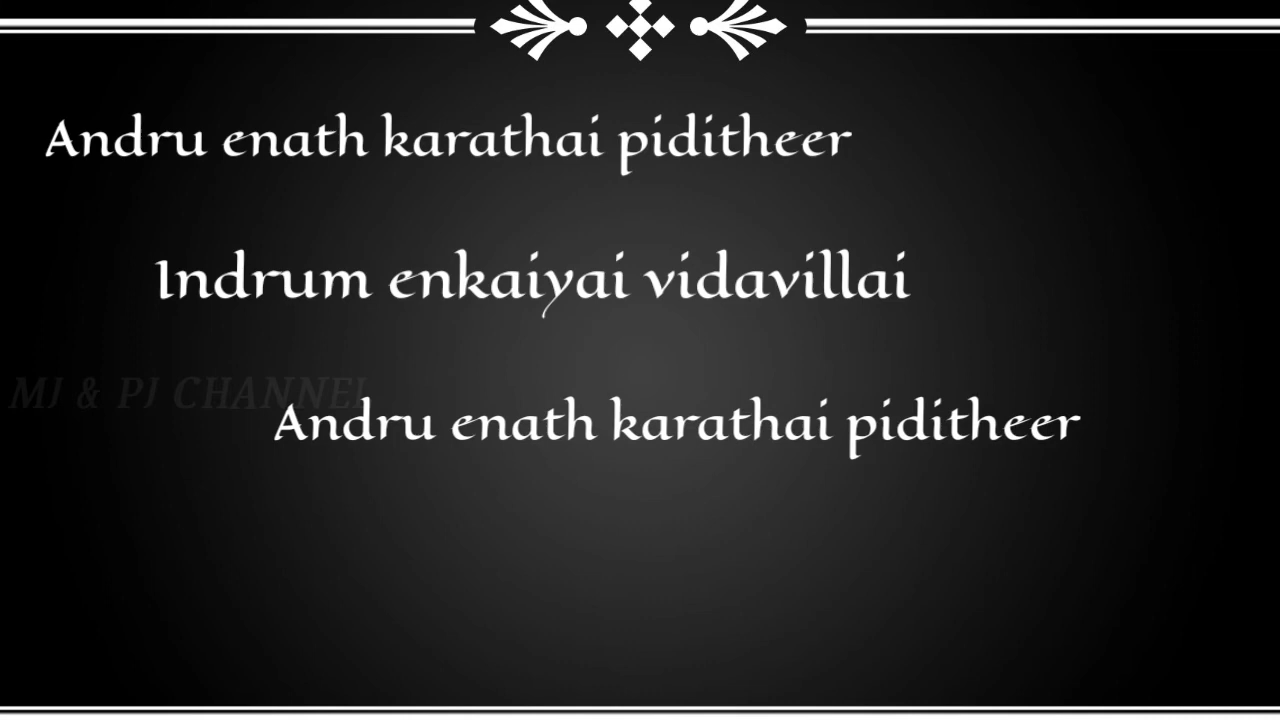 Andru enath karathai piditheer
Indrum enkaiyai vidavillai
MJ & PJ CHANNEL
Andru enath karathai piditheer